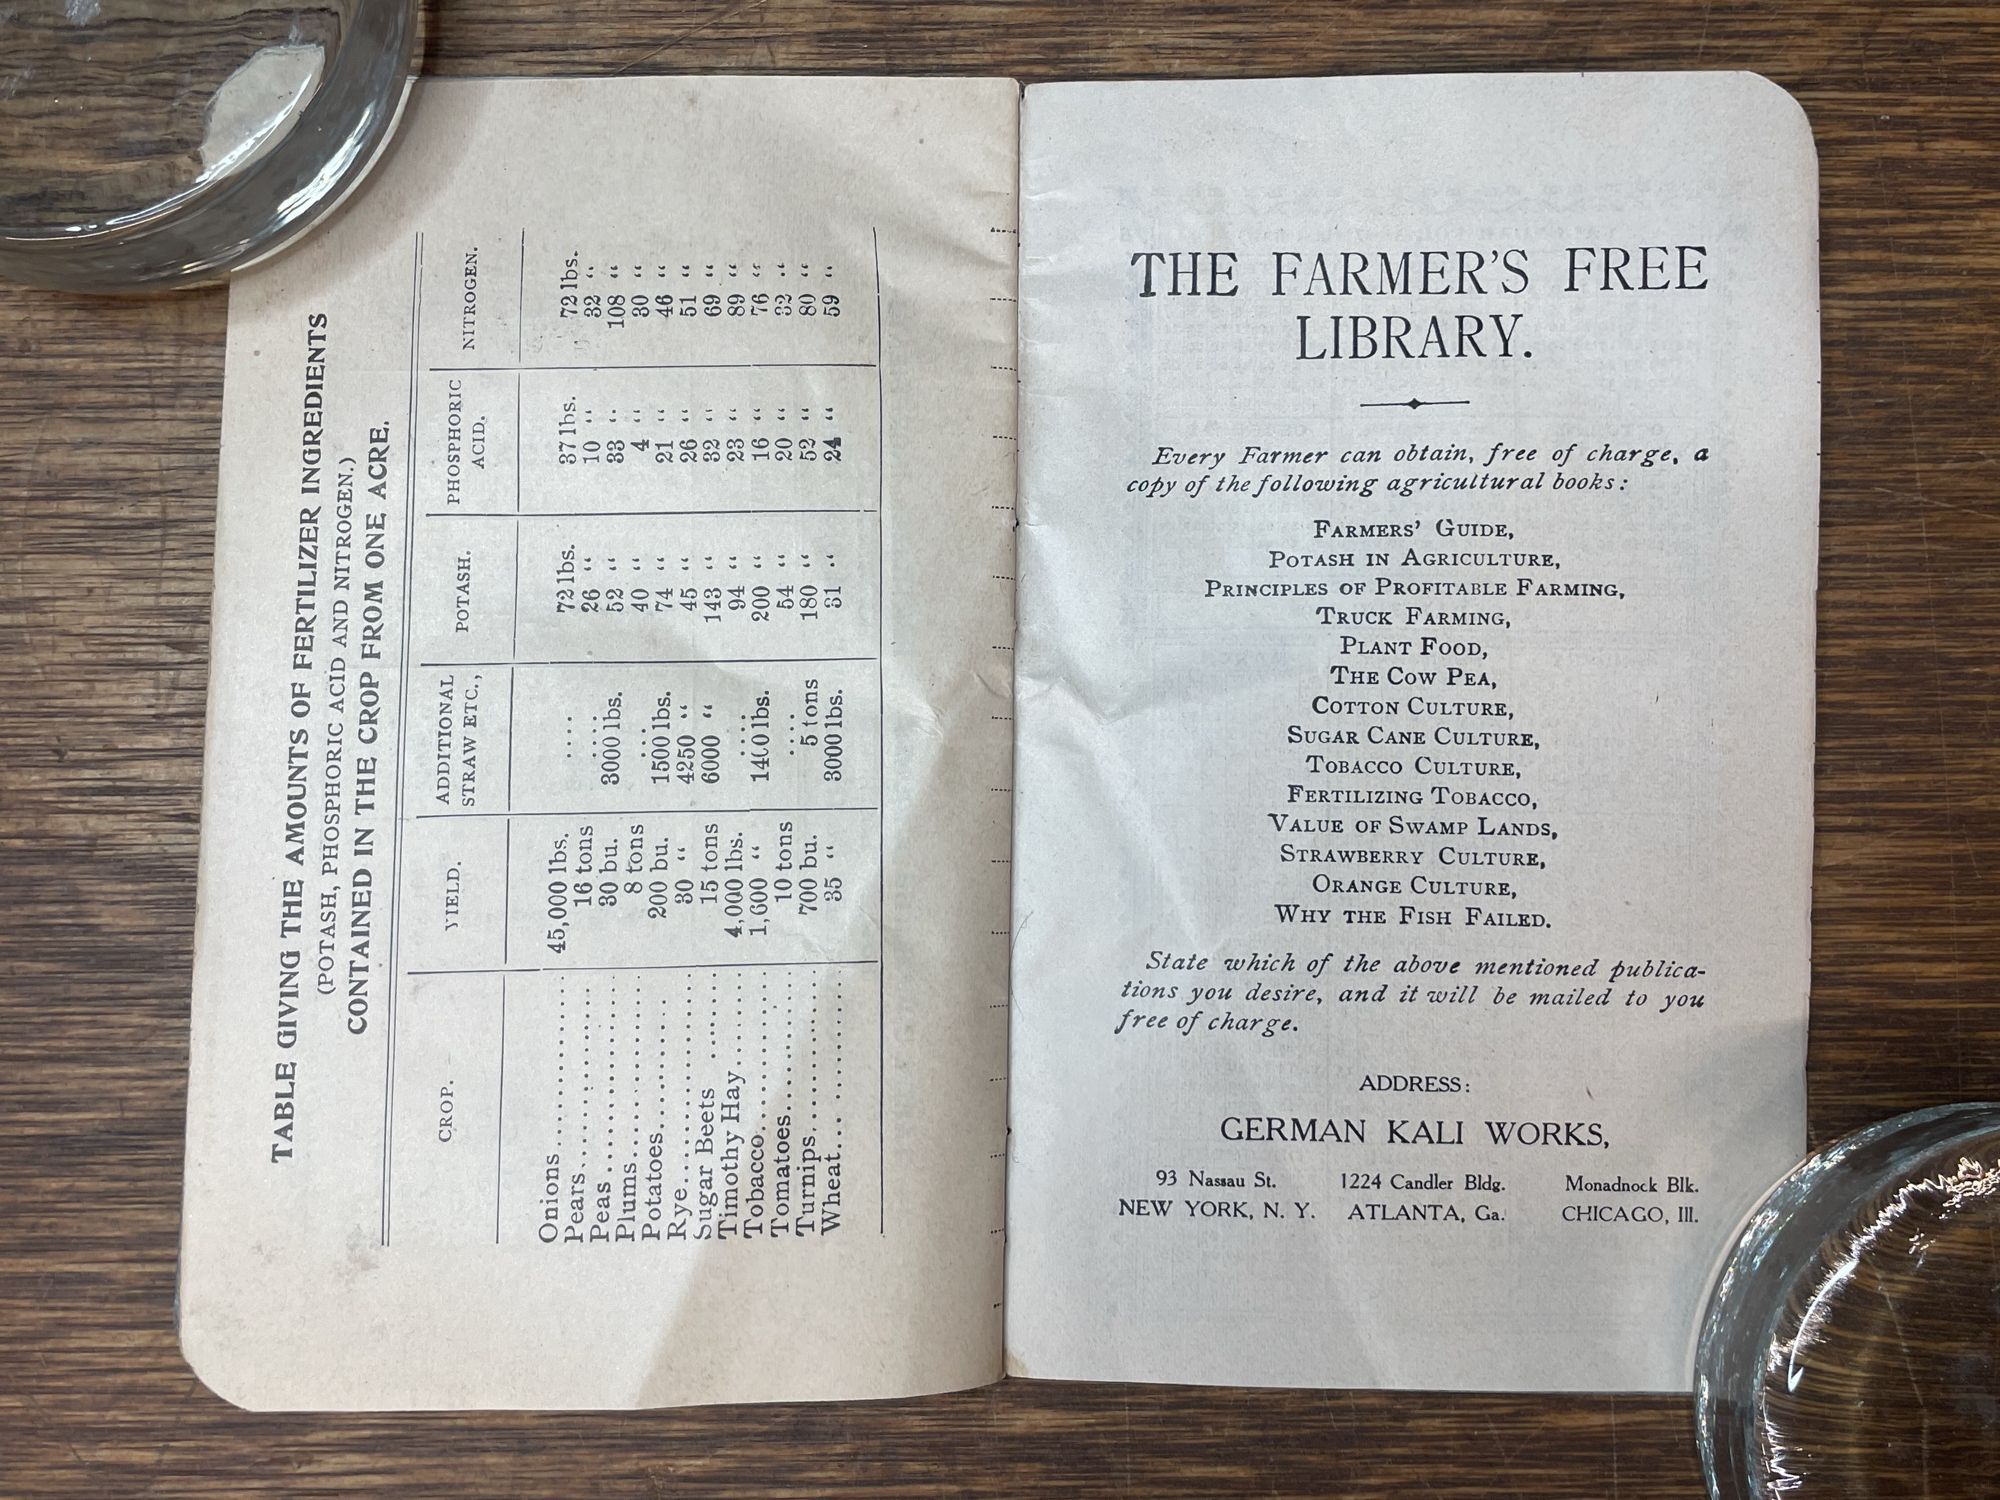 TABLE GIVING THE AMOUNTS OF FERTILIZER INGREDIENTS
(POTASH, PHOSPHORIC ACID AND NITROGEN.)
CONTAINED IN THE CROP FROM ONE ACRE.
CROP. YIELD. ADDITIONAL STRAW ETC., POTASH. PHOSPHORIC ACID. NITROGEN.
Onions............... 45,000 lbs. .... 72 lbs. 37 lbs. 72 lbs.
Pears............... 16 tons .... 26 “ 10 “ 32 “
Peas ............... 30 bu. 3000 lbs. 52 “ 33 “ 108 “
Plums............... 8 tons .... 40 “ 4 “ 30 “
Potatoes............ 200 bu. 1500 lbs. 74 “ 21 “ 46 “
Rye............... 30 “ 4250 “ 45 “ 26 “ 51 “
Sugar Beets ........ 15 tons 6000 “ 143 “ 32 “ 69 “
Timothy Hay........ 4,000 lbs. .... 94 “ 23 “ 89 “
Tobacco............ 1,600 “ 1400 lbs. 200 “ 16 “ 76 “
Tomatoes............ 10 tons .... 54 “ 20 “ 32 “
Turnips............ 700 bu. 5 tons 180 “ 52 “ 80 “
Wheat............... 35 “ 3000 lbs. 31 “ 24 “ 59 “
THE FARMER'S FREE
LIBRARY.
Every Farmer can obtain, free of charge, a
copy of the following agricultural books:
FARMERS' GUIDE,
POTASH IN AGRICULTURE,
PRINCIPLES OF PROFITABLE FARMING,
TRUCK FARMING,
PLANT FOOD,
THE COW PEA,
COTTON CULTURE,
SUGAR CANE CULTURE,
TOBACCO CULTURE,
FERTILIZING TOBACCO,
VALUE OF SWAMP LANDS,
STRAWBERRY CULTURE,
ORANGE CULTURE,
WHY THE FISH FAILED.
State which of the above mentioned publica-
tions you desire, and it will be mailed to you
free of charge.
ADDRESS:
GERMAN KALI WORKS,
93 Nassau St. 1224 Candler Bldg. Monadnock Blk.
NEW YORK, N. Y. ATLANTA, Ga. CHICAGO, Ill.